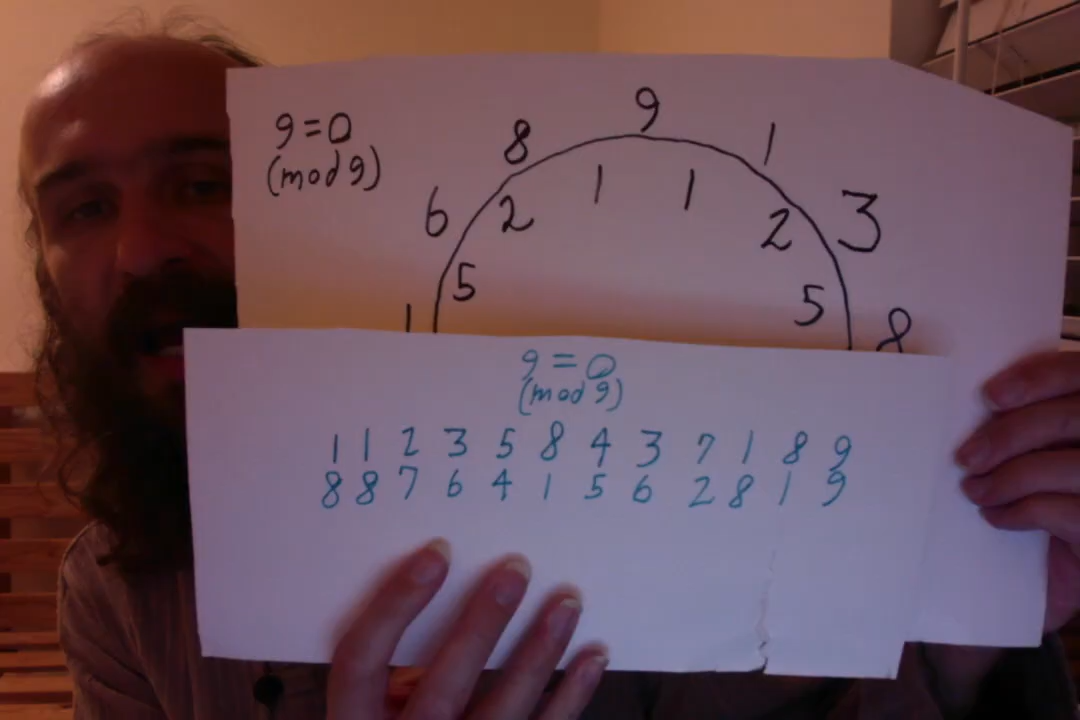 9=0
(mod 9)
9
8 1
6 3
2 1 1 2
5 5
1 8
9=0
(mod 9)
1 1 2 3 5 8 4 3 7 1 8 9
8 8 7 6 4 1 5 6 2 8 1 9